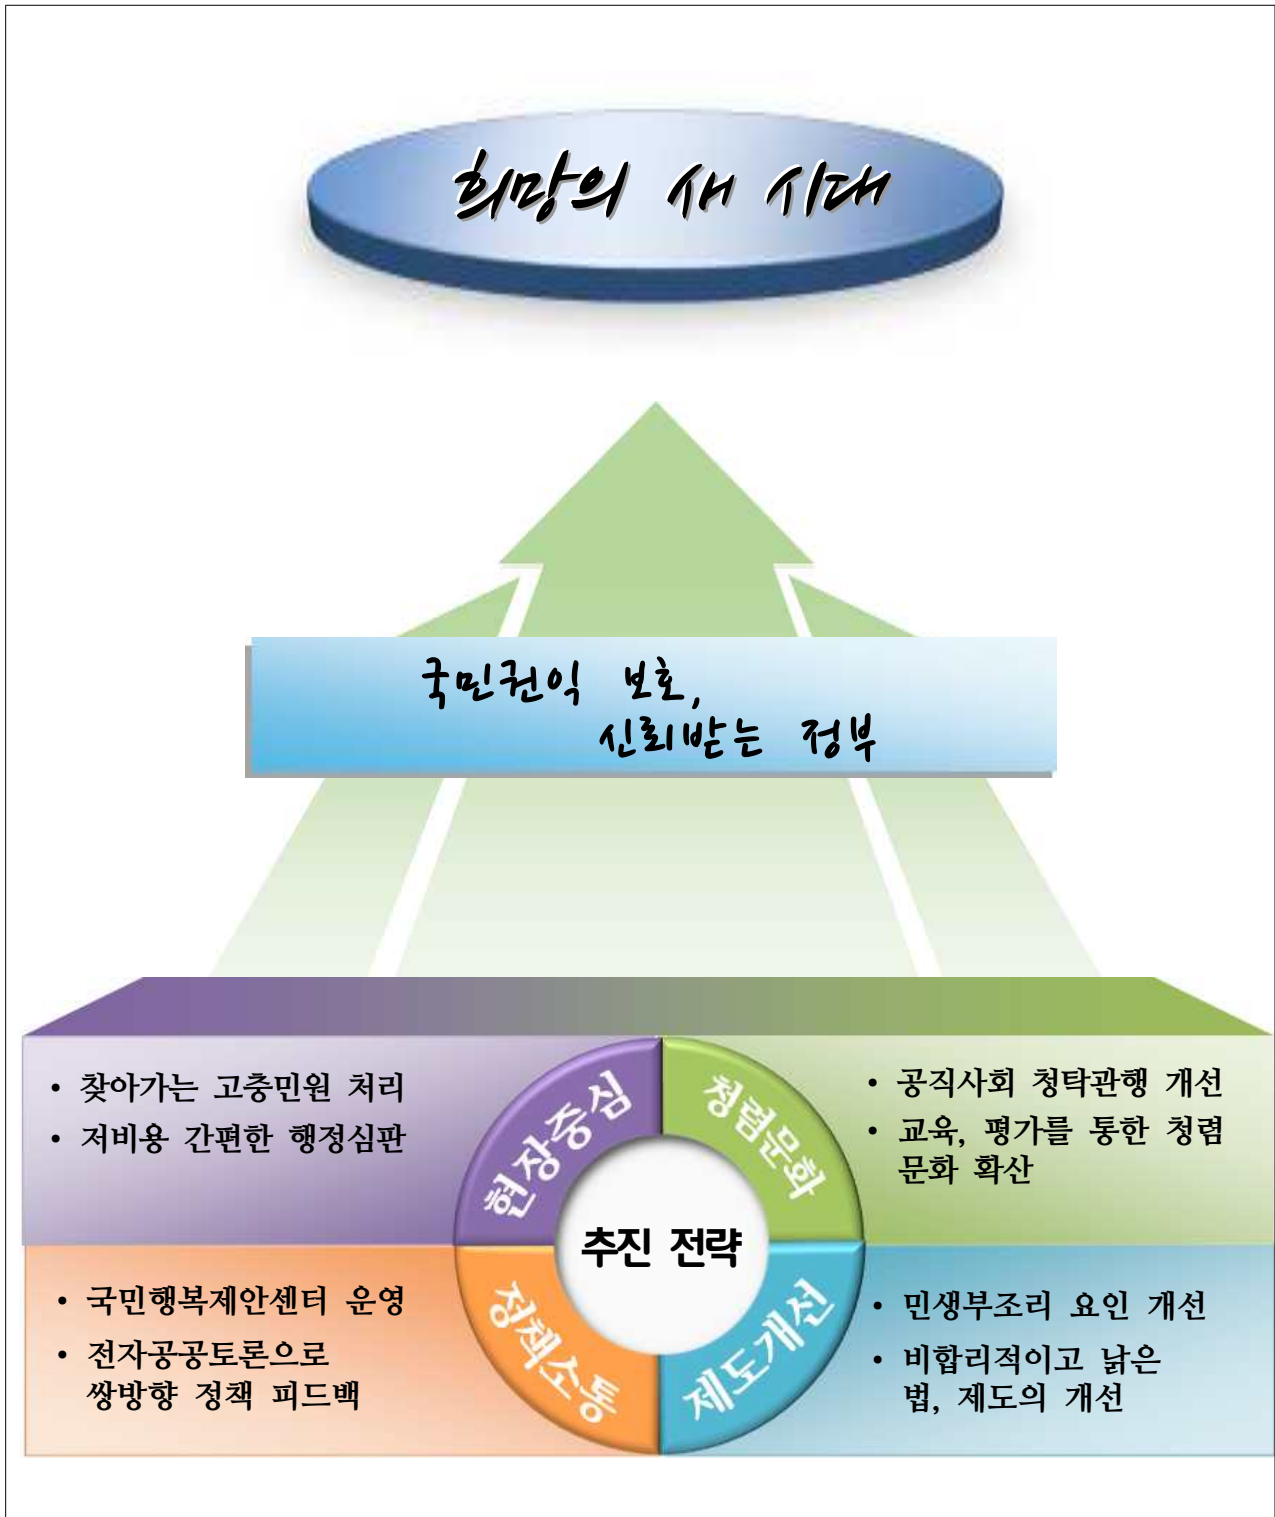 희망의 새 시대
국민권익 보호,
신뢰받는 정부
• 찾아가는 고충민원 처리
• 저비용 간편한 행정심판
현장중심
청렴문화
• 공직사회 청탁관행 개선
• 교육, 평가를 통한 청렴
문화 확산
추진 전략
• 국민행복제안센터 운영
• 전자공공토론으로
쌍방향 정책 피드백
정책소통
제도개선
• 민생부조리 요인 개선
• 비합리적이고 낡은
법, 제도의 개선